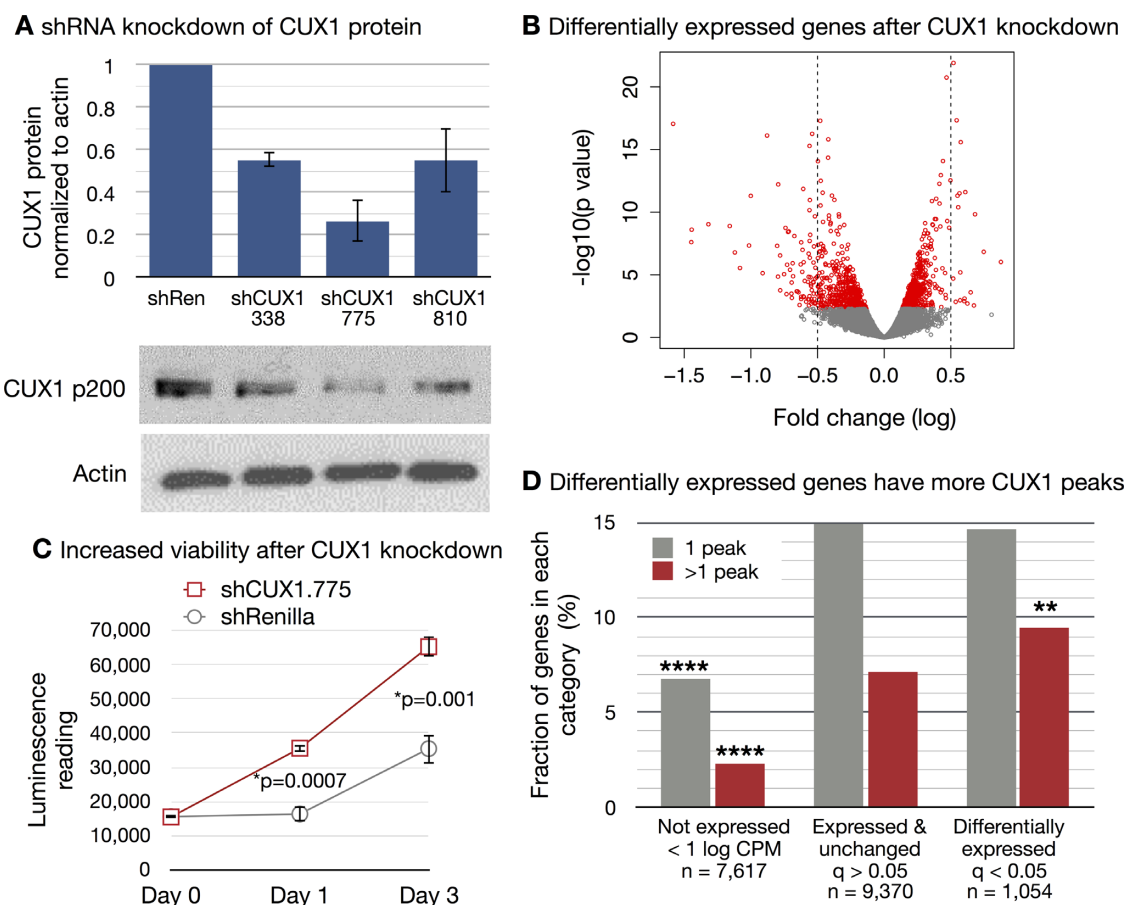 A shRNA knockdown of CUX1 protein
CUX1 protein
normalized to actin
1
0.8
0.6
0.4
0.2
0
shRen
shCUX1
338
shCUX1
775
shCUX1
810
CUX1 p200
Actin
B Differentially expressed genes after CUX1 knockdown
-log10(p value)
20
15
10
5
0
−1.5
−1.0
−0.5
0.0
0.5
Fold change (log)
C Increased viability after CUX1 knockdown
shCUX1.775
shRenilla
Luminescence
reading
70,000
60,000
50,000
40,000
30,000
20,000
10,000
0
*p=0.001
*p=0.0007
Day 0
Day 1
Day 3
D Differentially expressed genes have more CUX1 peaks
Fraction of genes in each
category (%)
15
10
5
0
1 peak
>1 peak
****
****
**
Not expressed
< 1 log CPM
n = 7,617
Expressed &
unchanged
q > 0.05
n = 9,370
Differentially
expressed
q < 0.05
n = 1,054